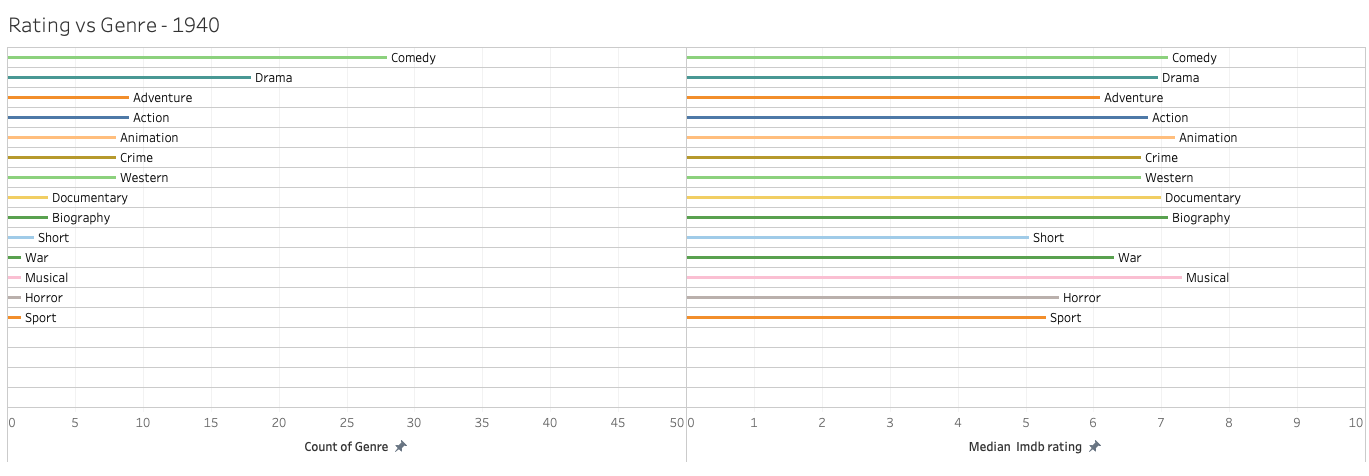 Rating vs Genre - 1940
Comedy Comedy
Drama Drama
Adventure Adventure
Action Action
Animation Animation
Crime Crime
Western Western
Documentary Documentary
Biography Biography
Short Short
War War
Musical Musical
Horror Horror
Sport Sport
0 5 10 15 20 25 30 35 40 45 50 0 1 2 3 4 5 6 7 8 9 10
Count of Genre Median Imdb rating